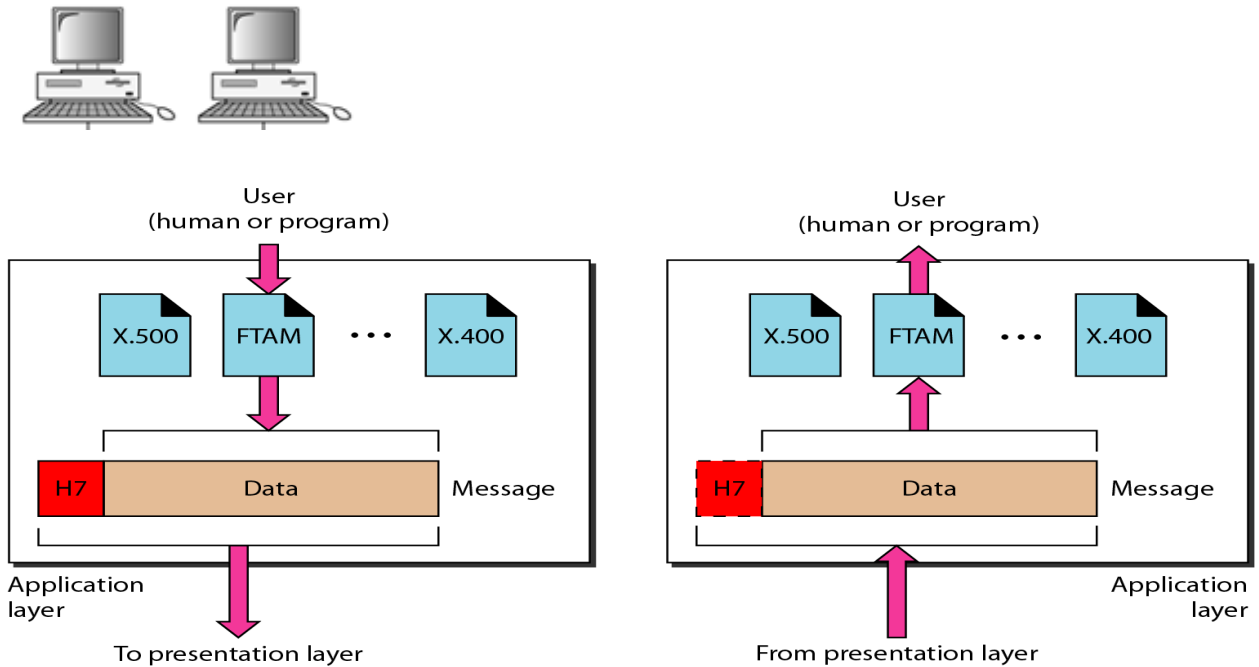 User
(human or program)
X.500
FTAM
...
X.400
H7
Data
Message
Application
layer
To presentation layer
User
(human or program)
X.500
FTAM
...
X.400
H7
Data
Message
Application
layer
From presentation layer